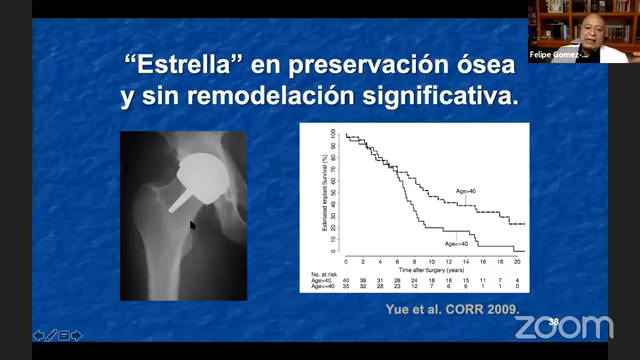 “Estrella” en preservación ósea
y sin remodelación significativa.
Felipe Gomez-...
Estimated Implant Survival (%)
100
90
80
70
60
50
40
30
20
10
0
Age>40
Age<=40
0 2 4 6 8 10 12 14 16 18 20
Time after Surgery (years)
No. at risk
Age>40 40 38 31 28 24 18 16 15 11 7 4
Age<=40 35 32 28 23 12 7 6 6 1 1 0
Yue et al. CORR 2009.
36
zoom